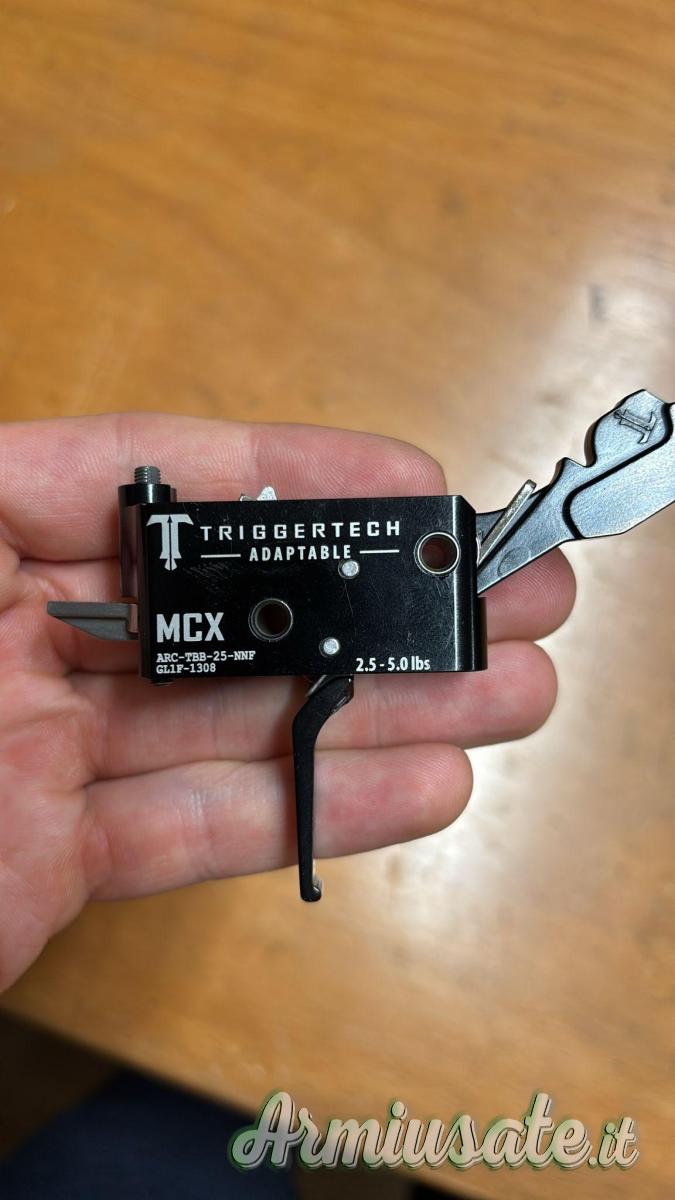 TRIGGERTECH
ADAPTABLE
MCX
ARC-TBB-25-NNF
GL1F-1308
2.5 - 5.0 lbs
Armiusate.it